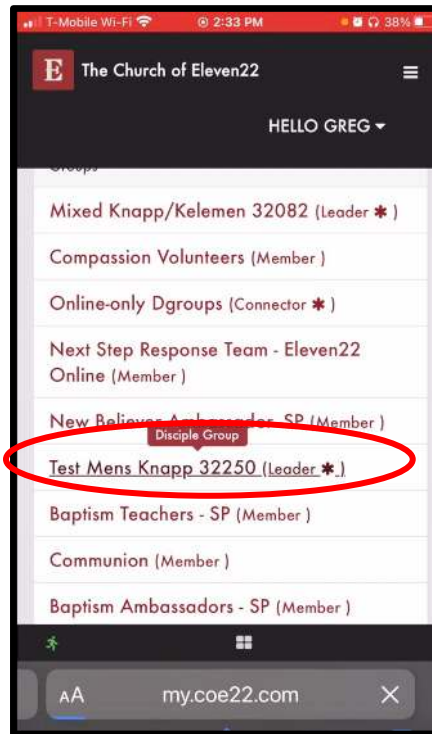 T-Mobile Wi-Fi 2:33 PM 38%
E The Church of Eleven22
HELLO GREG
Groups
Mixed Knapp/Kelemen 32082 (Leader * )
Compassion Volunteers (Member )
Online-only Dgroups (Connector * )
Next Step Response Team - Eleven22
Online (Member )
New Believer Ambassador- SP (Member )
Disciple Group
Test Mens Knapp 32250 (Leader * )
Baptism Teachers - SP (Member )
Communion (Member )
Baptism Ambassadors - SP (Member )
AA my.coe22.com